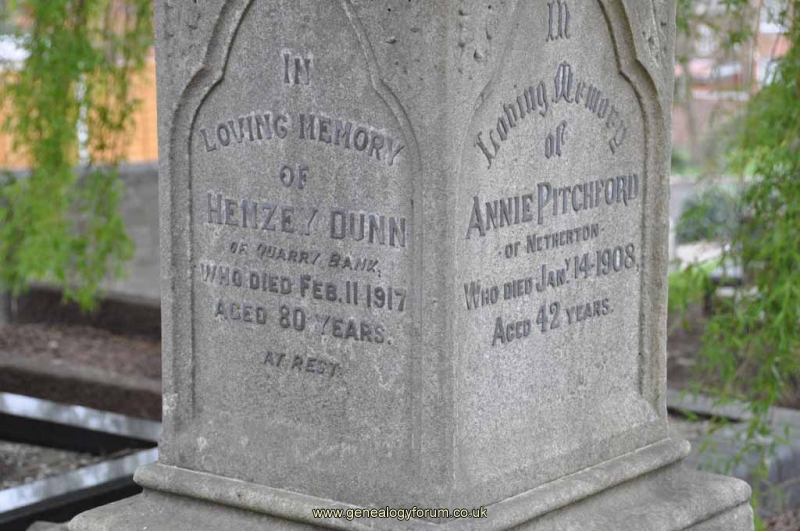 In
LOVING MEMORY
OF
HENZEY DUNN
OF QUARRY BANK,
WHO DIED FEB. 11 1917
AGED 80 YEARS.
AT REST.
In
Loving Memory
of
ANNIE PITCHFORD
OF NETHERTON
WHO DIED JANY. 14-1908,
AGED 42 YEARS.
www.genealogyforum.co.uk